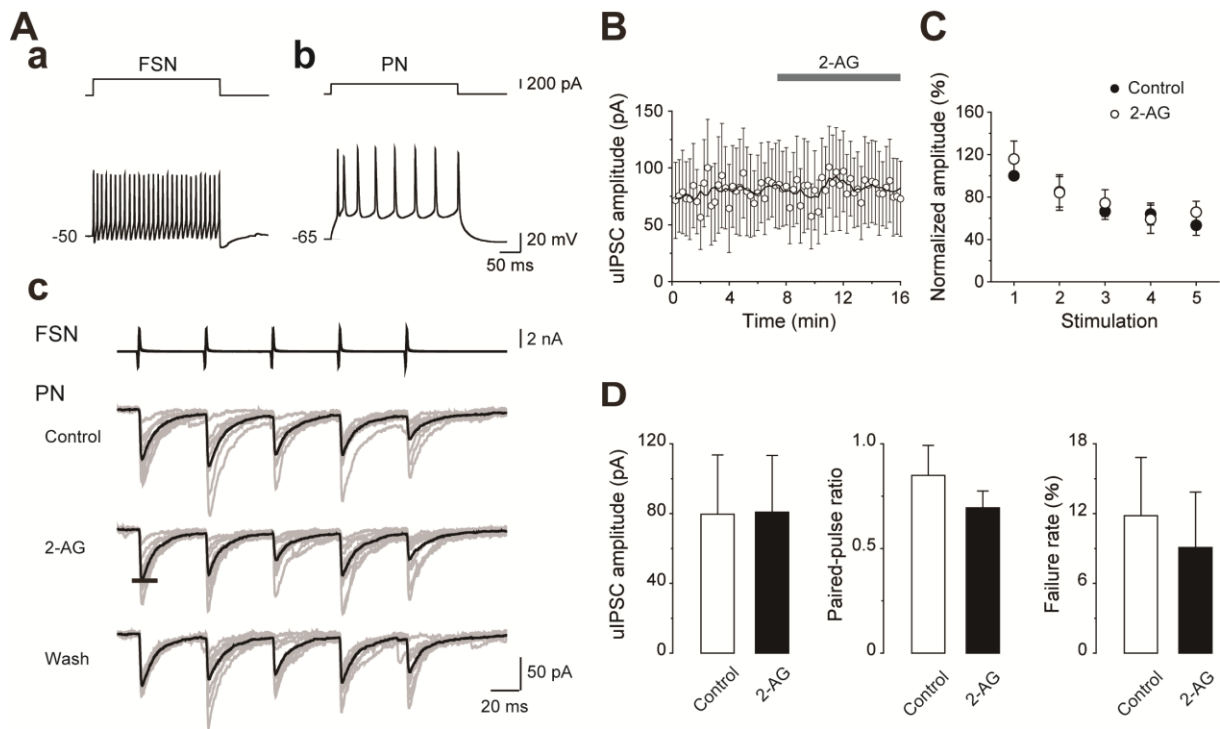 A
a
FSN
b
PN
200 pA
-50
-65
20 mV
50 ms
c
FSN
2 nA
PN
Control
2-AG
Wash
50 pA
20 ms
B
2-AG
uIPSC amplitude (pA)
150
100
50
0
0 4 8 12 16
Time (min)
C
Control
2-AG
Normalized amplitude (%)
160
120
80
40
0
1 2 3 4 5
Stimulation
D
uIPSC amplitude (pA)
120
80
40
0
Control 2-AG
Paired-pulse ratio
1.0
0.5
0
Control 2-AG
Failure rate (%)
18
12
6
0
Control 2-AG